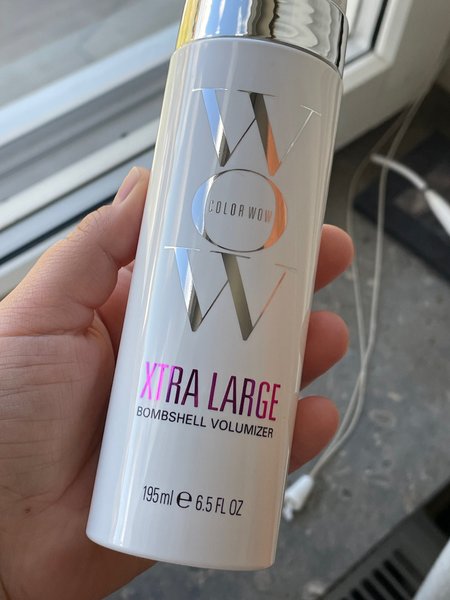 W
O
COLOR WOW
W
XTRA LARGE
BOMBSHELL VOLUMIZER
195ml e 6.5 FL OZ